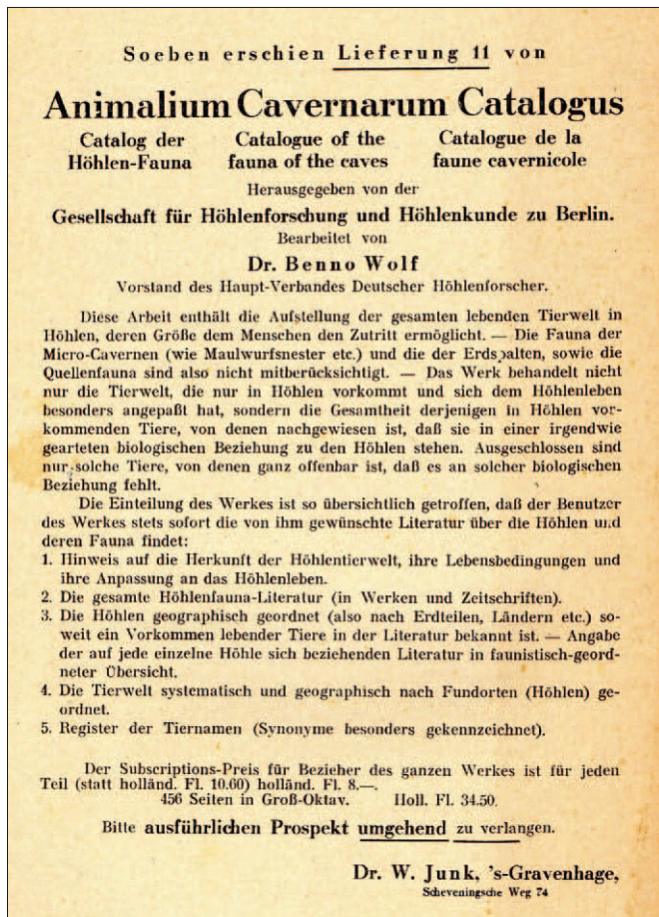 Soeben erschien Lieferung 11 von
Animalium Cavernarum Catalogus
Catalog der Höhlen-Fauna
Catalogue of the fauna of the caves
Catalogue de la faune cavernicole
Herausgegeben von der
Gesellschaft für Höhlenforschung und Höhlenkunde zu Berlin.
Bearbeitet von
Dr. Benno Wolf
Vorstand des Haupt-Verbandes Deutscher Höhlenforscher.
Diese Arbeit enthält die Aufstellung der gesamten lebenden Tierwelt in
Höhlen, deren Größe dem Menschen den Zutritt ermöglicht. — Die Fauna der
Micro-Cavernen (wie Maulwurfsnester etc.) und die der Erdspalten, sowie die
Quellenfauna sind also nicht mitberücksichtigt. — Das Werk behandelt nicht
nur die Tierwelt, die nur in Höhlen vorkommt und sich dem Höhlenleben
besonders angepaßt hat, sondern die Gesamtheit derjenigen in Höhlen vor-
kommenden Tiere, von denen nachgewiesen ist, daß sie in einer irgendwie
gearteten biologischen Beziehung zu den Höhlen stehen. Ausgeschlossen sind
nur solche Tiere, von denen ganz offenbar ist, daß es an solcher biologischen
Beziehung fehlt.
Die Einteilung des Werkes ist so übersichtlich getroffen, daß der Benutzer
des Werkes stets sofort die von ihm gewünschte Literatur über die Höhlen und
deren Fauna findet:
1. Hinweis auf die Herkunft der Höhlentierwelt, ihre Lebensbedingungen und
ihre Anpassung an das Höhlenleben.
2. Die gesamte Höhlenfauna-Literatur (in Werken und Zeitschriften).
3. Die Höhlen geographisch geordnet (also nach Erdteilen, Ländern etc.) so-
weit ein Vorkommen lebender Tiere in der Literatur bekannt ist. — Angabe
der auf jede einzelne Höhle sich beziehenden Literatur in faunistisch-geord-
neter Übersicht.
4. Die Tierwelt systematisch und geographisch nach Fundorten (Höhlen) ge-
ordnet.
5. Register der Tiernamen (Synonyme besonders gekennzeichnet).
Der Subscriptions-Preis für Bezieher des ganzen Werkes ist für jeden
Teil (statt holländ. Fl. 10.60) holländ. Fl. 8.—.
456 Seiten in Groß-Oktav. Holl. Fl. 34.50.
Bitte ausführlichen Prospekt umgehend zu verlangen.
Dr. W. Junk, 's-Gravenhage,
Scheveningsche Weg 74